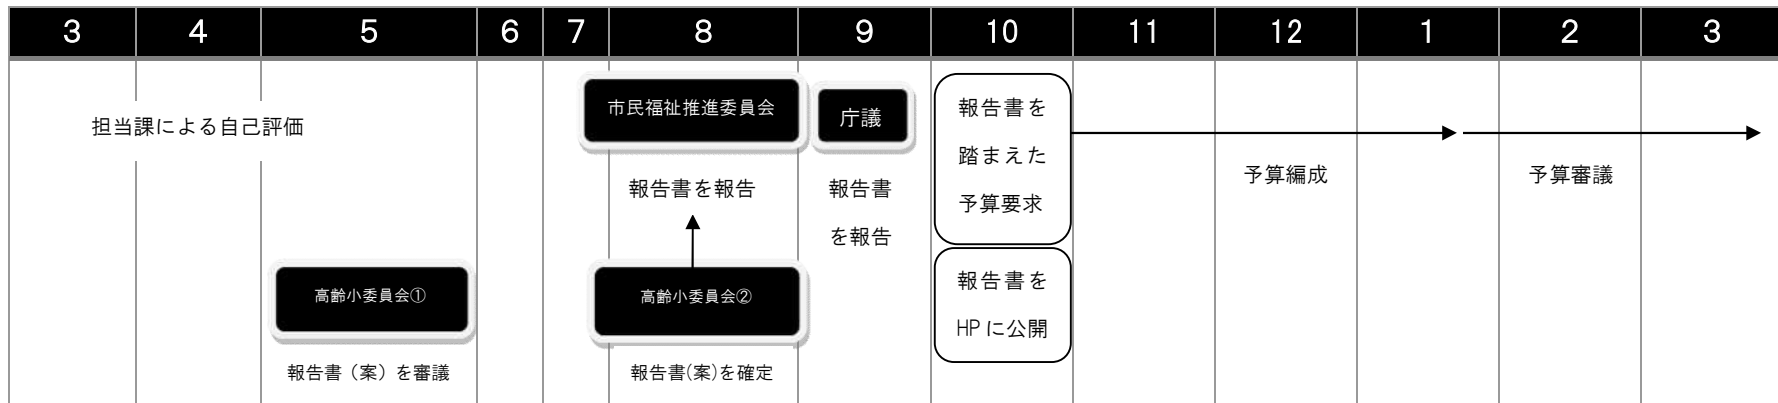 3 4 5 6 7 8 9 10 11 12 1 2 3
担当課による自己評価
市民福祉推進委員会
報告書を報告
庁議
報告書
を報告
報告書を
踏まえた
予算要求
予算編成
予算審議
高齢小委員会①
報告書（案）を審議
高齢小委員会②
報告書(案)を確定
報告書を
HPに公開